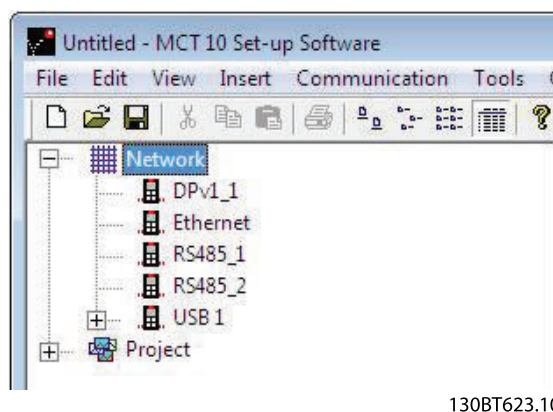 Untitled - MCT 10 Set-up Software
File Edit View Insert Communication Tools
Network
DPv1_1
Ethernet
RS485_1
RS485_2
USB 1
Project
130BT623.10